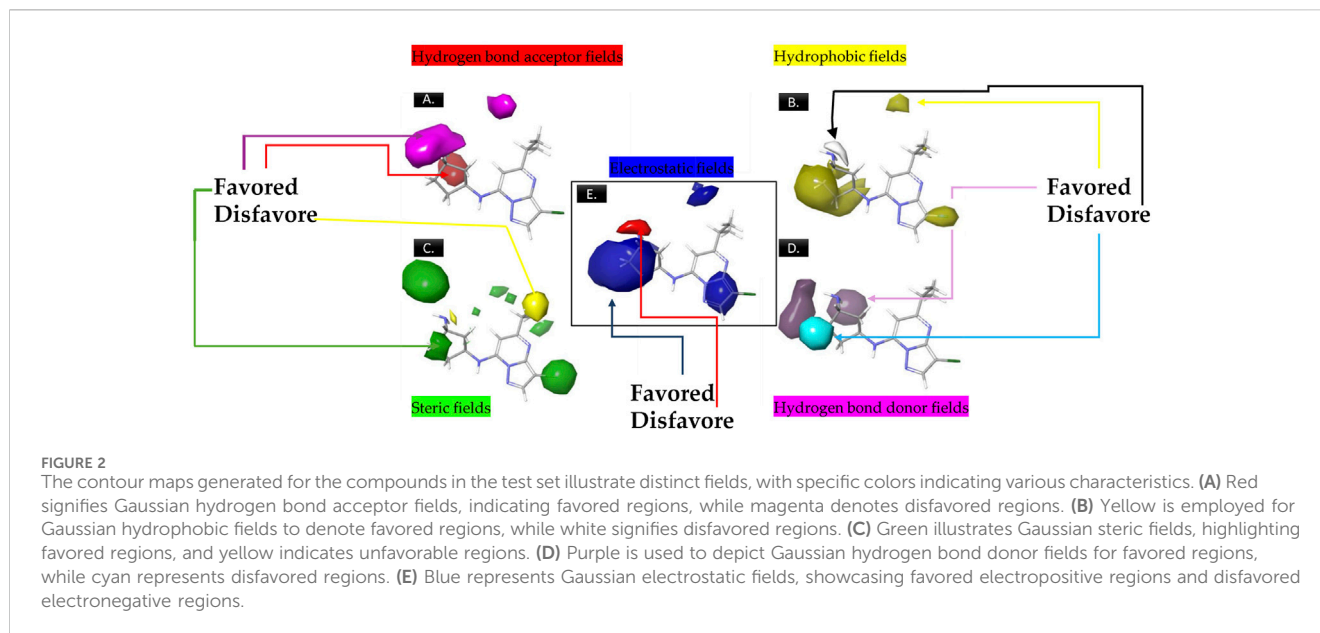 Hydrogen bond acceptor fields
Hydrophobic fields
A.
B.
Electrostatic fields
E.
Favored
Disfavore
Favored
Disfavore
C.
D.
Favored
Disfavore
Steric fields
Hydrogen bond donor fields
FIGURE 2
The contour maps generated for the compounds in the test set illustrate distinct fields, with specific colors indicating various characteristics. (A) Red
signifies Gaussian hydrogen bond acceptor fields, indicating favored regions, while magenta denotes disfavored regions. (B) Yellow is employed for
Gaussian hydrophobic fields to denote favored regions, while white signifies disfavored regions. (C) Green illustrates Gaussian steric fields, highlighting
favored regions, and yellow indicates unfavorable regions. (D) Purple is used to depict Gaussian hydrogen bond donor fields for favored regions,
while cyan represents disfavored regions. (E) Blue represents Gaussian electrostatic fields, showcasing favored electropositive regions and disfavored
electronegative regions.